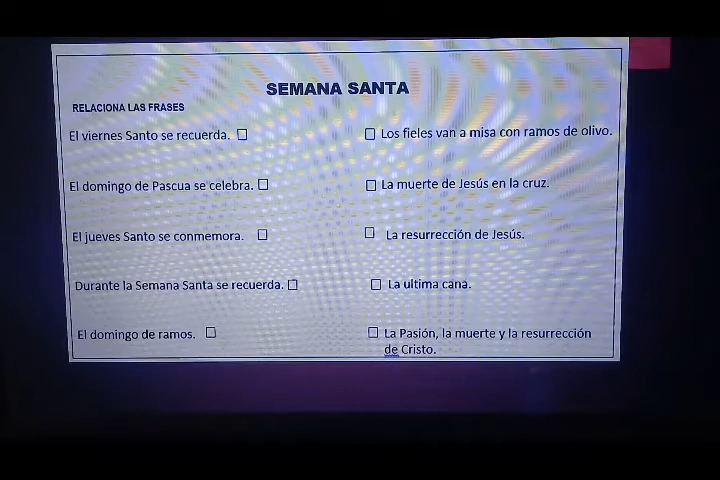 SEMANA SANTA
RELACIONA LAS FRASES
El viernes Santo se recuerda. ☐ ☐ Los fieles van a misa con ramos de olivo.
El domingo de Pascua se celebra. ☐ ☐ La muerte de Jesús en la cruz.
El jueves Santo se conmemora. ☐ ☐ La resurrección de Jesús.
Durante la Semana Santa se recuerda. ☐ ☐ La ultima cana.
El domingo de ramos. ☐ ☐ La Pasión, la muerte y la resurrección
de Cristo.